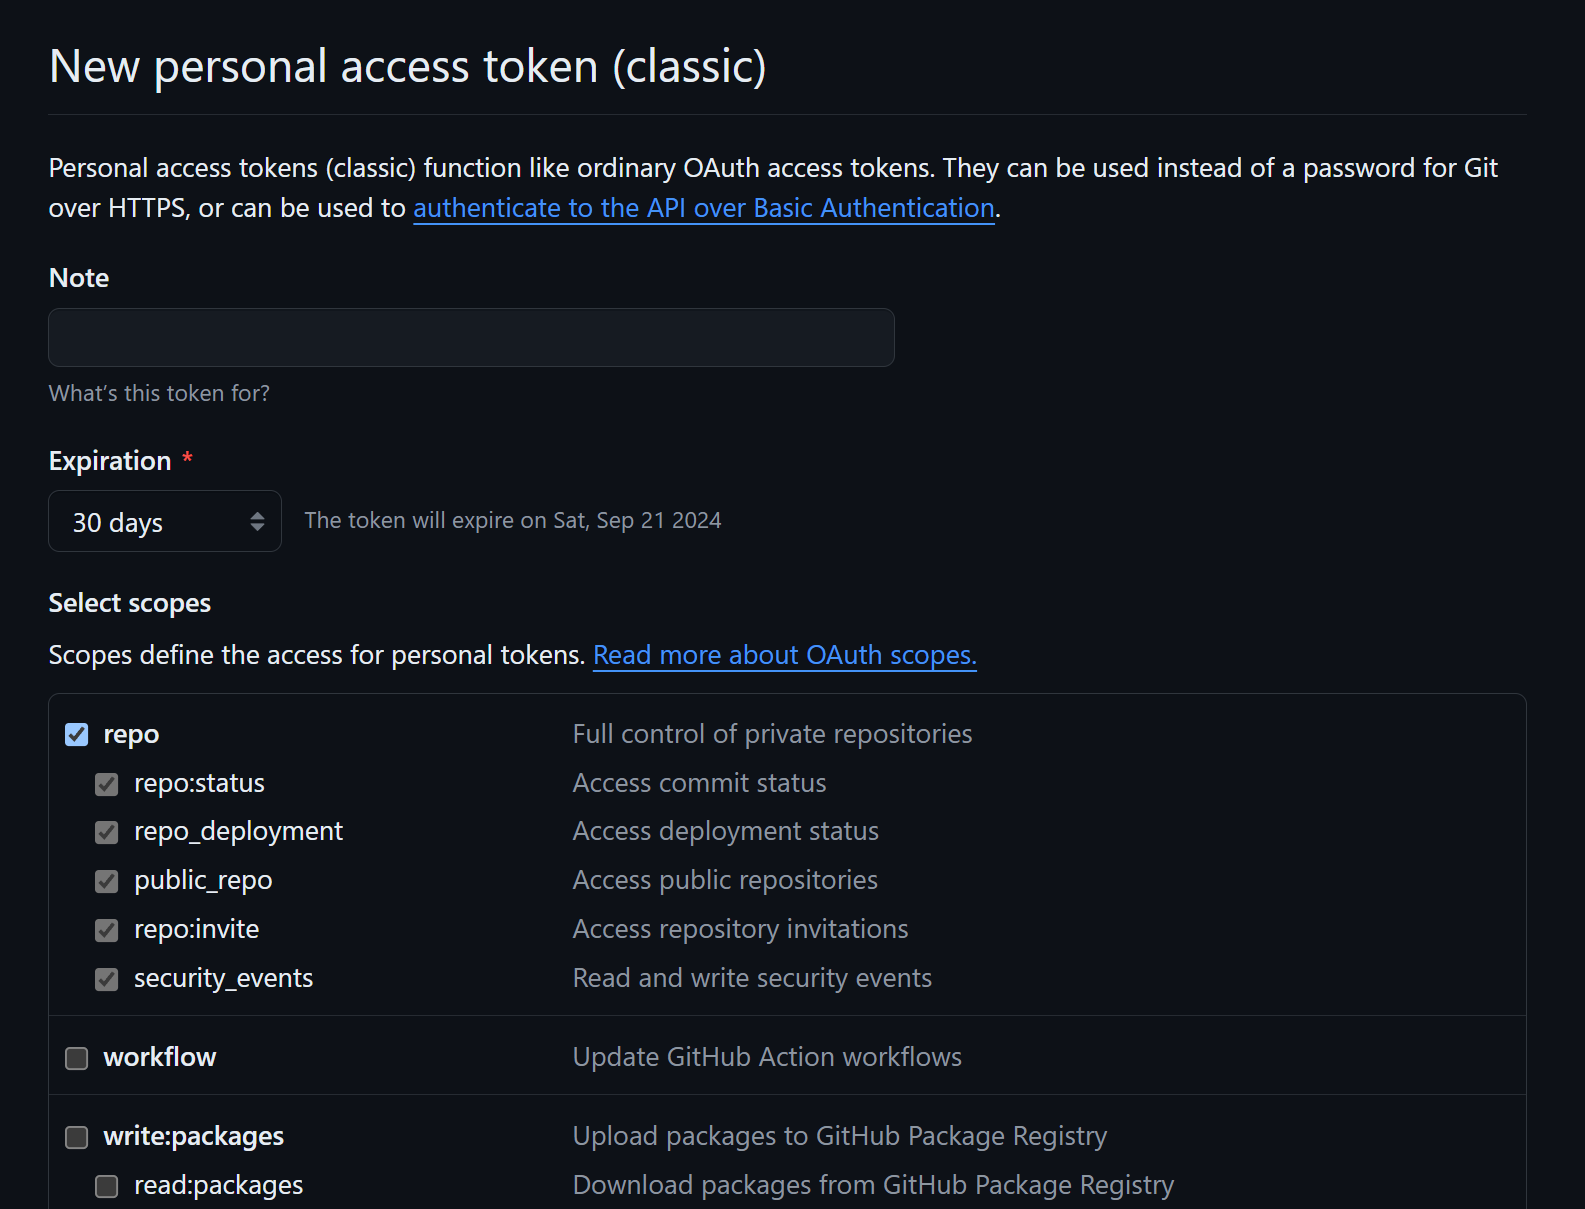 New personal access token (classic)
Personal access tokens (classic) function like ordinary OAuth access tokens. They can be used instead of a password for Git
over HTTPS, or can be used to authenticate to the API over Basic Authentication.
Note
What's this token for?
Expiration *
30 days The token will expire on Sat, Sep 21 2024
Select scopes
Scopes define the access for personal tokens. Read more about OAuth scopes.
repo Full control of private repositories
repo:status Access commit status
repo_deployment Access deployment status
public_repo Access public repositories
repo:invite Access repository invitations
security_events Read and write security events
workflow Update GitHub Action workflows
write:packages Upload packages to GitHub Package Registry
read:packages Download packages from GitHub Package Registry